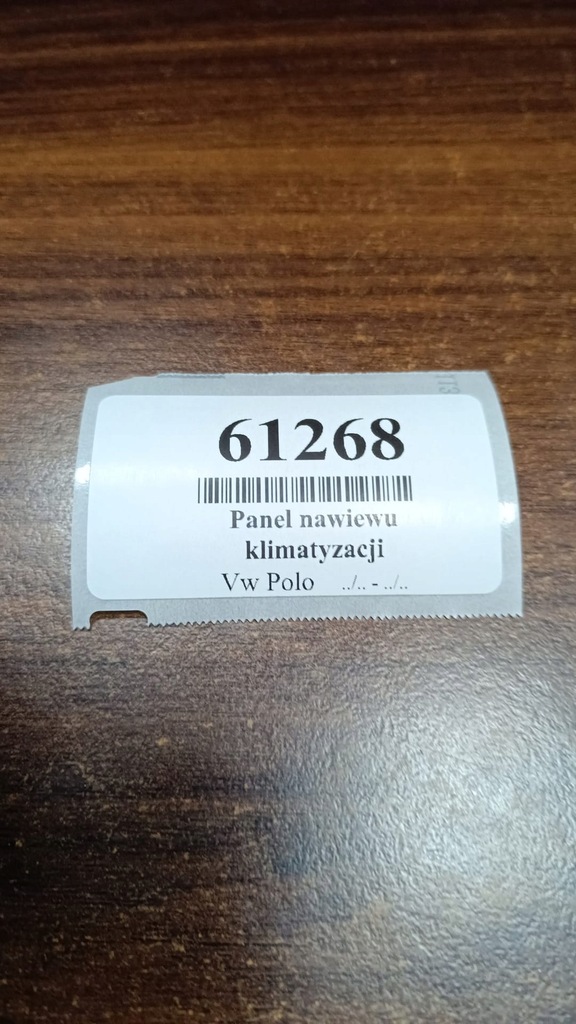 61268
Panel nawiewu
klimatyzacji
Vw Polo ../.. - ../..